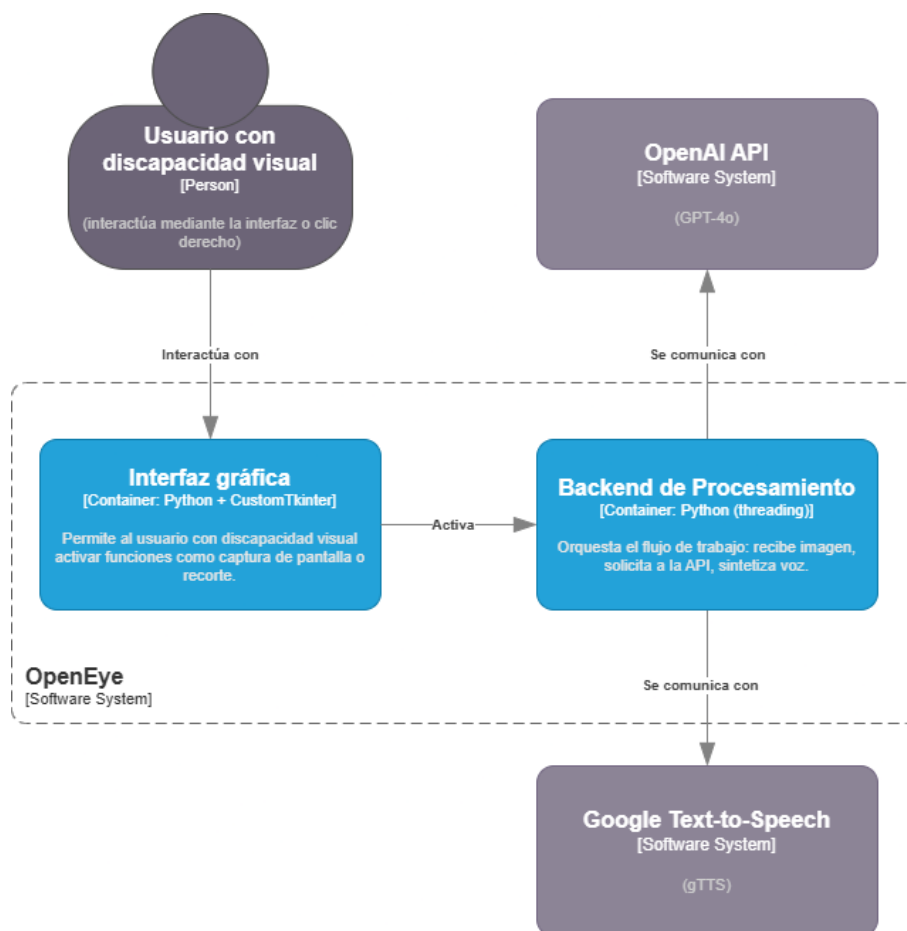 Usuario con
discapacidad visual
[Person]
(interactúa mediante la interfaz o clic
derecho)
OpenAI API
[Software System]
(GPT-4o)
Interactúa con
Se comunica con
Interfaz gráfica
[Container: Python + CustomTkinter]
Permite al usuario con discapacidad visual
activar funciones como captura de pantalla o
recorte.
Activa
Backend de Procesamiento
[Container: Python (threading)]
Orquesta el flujo de trabajo: recibe imagen,
solicita a la API, sintetiza voz.
OpenEye
[Software System]
Se comunica con
Google Text-to-Speech
[Software System]
(gTTS)